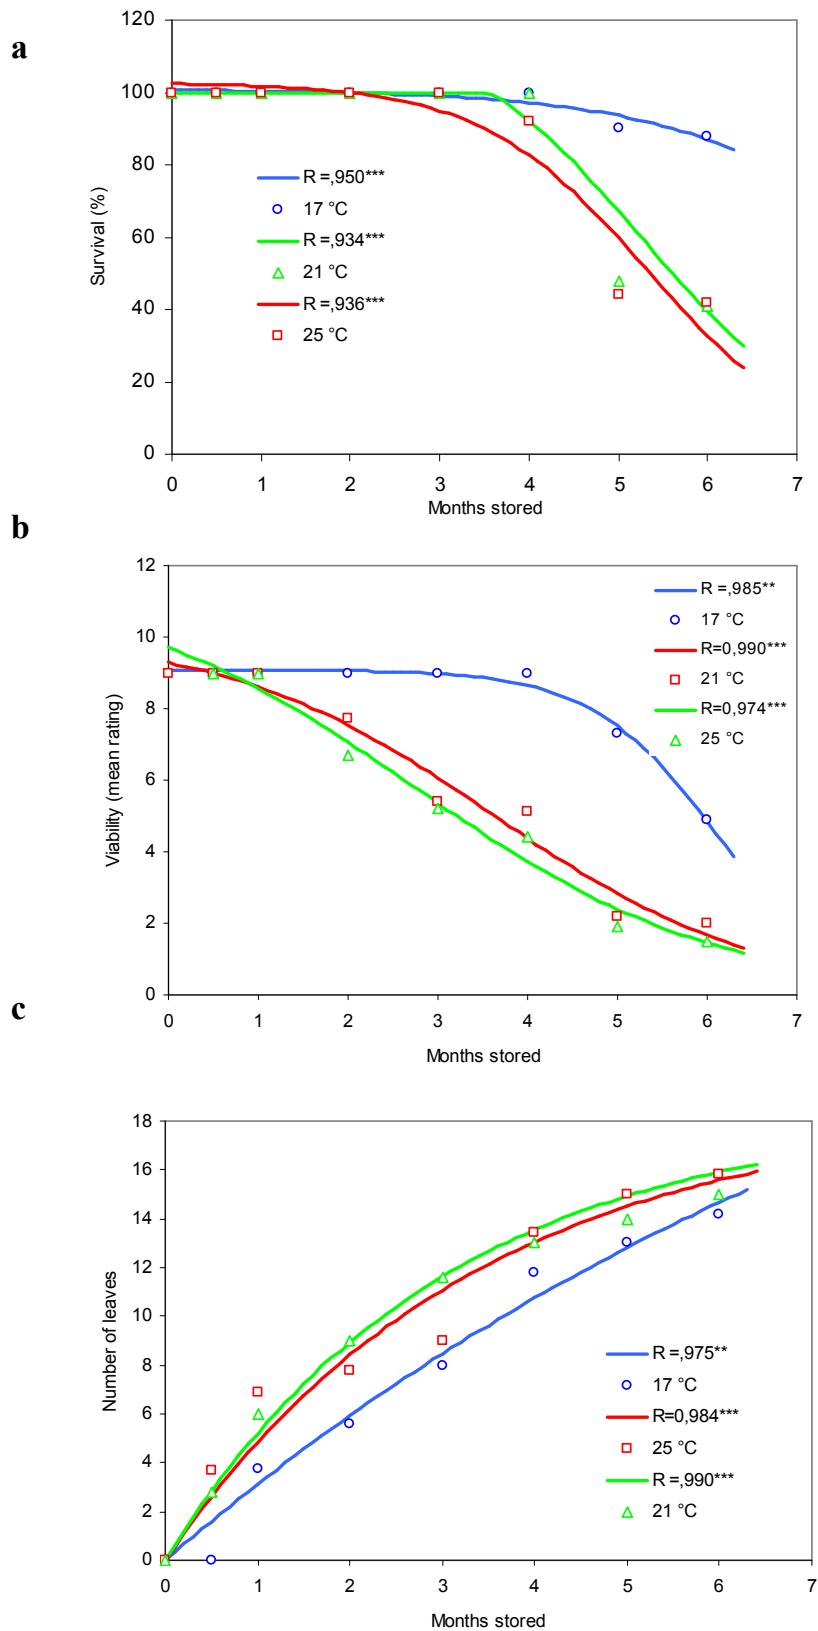 a
120
100
80
60
40
20
0
Survival (%)
R =,950***
17 °C
R =,934***
21 °C
R =,936***
25 °C
0 1 2 3 4 5 6 7
Months stored
b
12
10
8
6
4
2
0
Viability (mean rating)
R =,985**
17 °C
R=0,990***
21 °C
R=0,974***
25 °C
0 1 2 3 4 5 6 7
Months stored
c
18
16
14
12
10
8
6
4
2
0
Number of leaves
R =,975**
17 °C
R=0,984***
25 °C
R =,990***
21 °C
0 1 2 3 4 5 6 7
Months stored